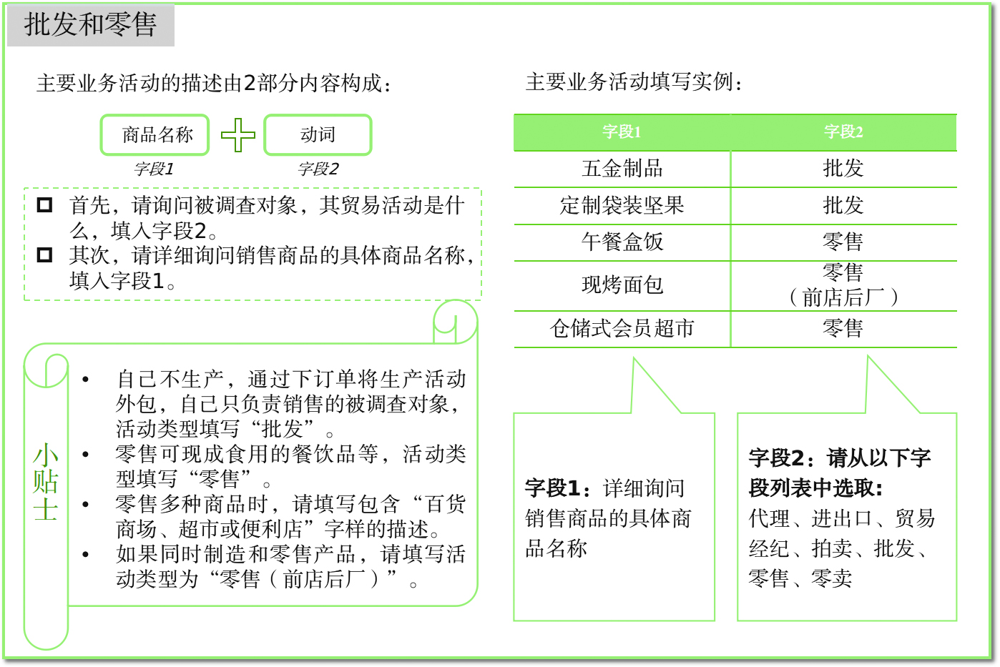 批发和零售
主要业务活动的描述由2部分内容构成：
商品名称
动词
字段1
字段2
首先，请询问被调查对象，其贸易活动是什
么，填入字段2。
其次，请详细询问销售商品的具体商品名称，
填入字段1。
小
贴
士
• 自己不生产，通过下订单将生产活动
外包，自己只负责销售的被调查对象，
活动类型填写“批发”。
• 零售可现成食用的餐饮品等，活动类
型填写“零售”。
• 零售多种商品时，请填写包含“百货
商场、超市或便利店”字样的描述。
• 如果同时制造和零售产品，请填写活
动类型为“零售（前店后厂）”。
主要业务活动填写实例：
字段1 字段2
五金制品 批发
定制袋装坚果 批发
午餐盒饭 零售
现烤面包 零售
（前店后厂）
仓储式会员超市 零售
字段1：详细询问
销售商品的具体商
品名称
字段2：请从以下字
段列表中选取:
代理、进出口、贸易
经纪、拍卖、批发、
零售、零卖